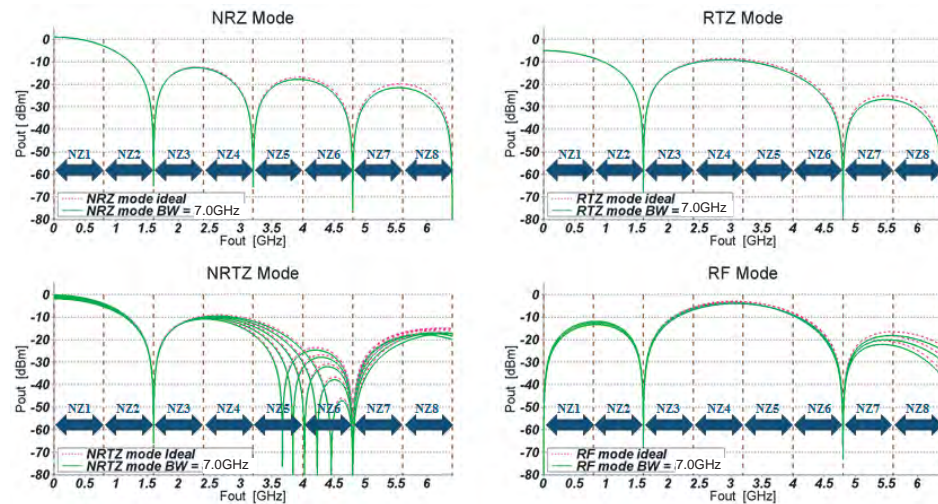 NRZ Mode
Pout [ dBm]
0
-10
-20
-30
-40
-50
-60
-70
-80
NZ1 NZ2 NZ3 NZ4 NZ5 NZ6 NZ7 NZ8
NRZ mode ideal
NRZ mode BW = 7.0GHz
0 0.5 1 1.5 2 2.5 3 3.5 4 4.5 5 5.5 6
Fout [GHz]
RTZ Mode
Pout [dBm]
0
-10
-20
-30
-40
-50
-60
-70
-80
NZ1 NZ2 NZ3 NZ4 NZ5 NZ6 NZ7 NZ8
RTZ mode ideal
RTZ mode BW = 7.0GHz
0 0.5 1 1.5 2 2.5 3 3.5 4 4.5 5 5.5 6
Fout [GHz]
NRTZ Mode
Pout [dBm]
0
-10
-20
-30
-40
-50
-60
-70
-80
NZ1 NZ2 NZ3 NZ4 NZ5 NZ6 NZ7 NZ8
NRTZ mode Ideal
NRTZ mode BW = 7.0GHz
0 0.5 1 1.5 2 2.5 3 3.5 4 4.5 5 5.5 6
Fout [GHz]
RF Mode
Pout [dBm]
0
-10
-20
-30
-40
-50
-60
-70
-80
NZ1 NZ2 NZ3 NZ4 NZ5 NZ6 NZ7 NZ8
RF mode ideal
RF mode BW = 7.0GHz
0 0.5 1 1.5 2 2.5 3 3.5 4 4.5 5 5.5 6
Fout [GHz]